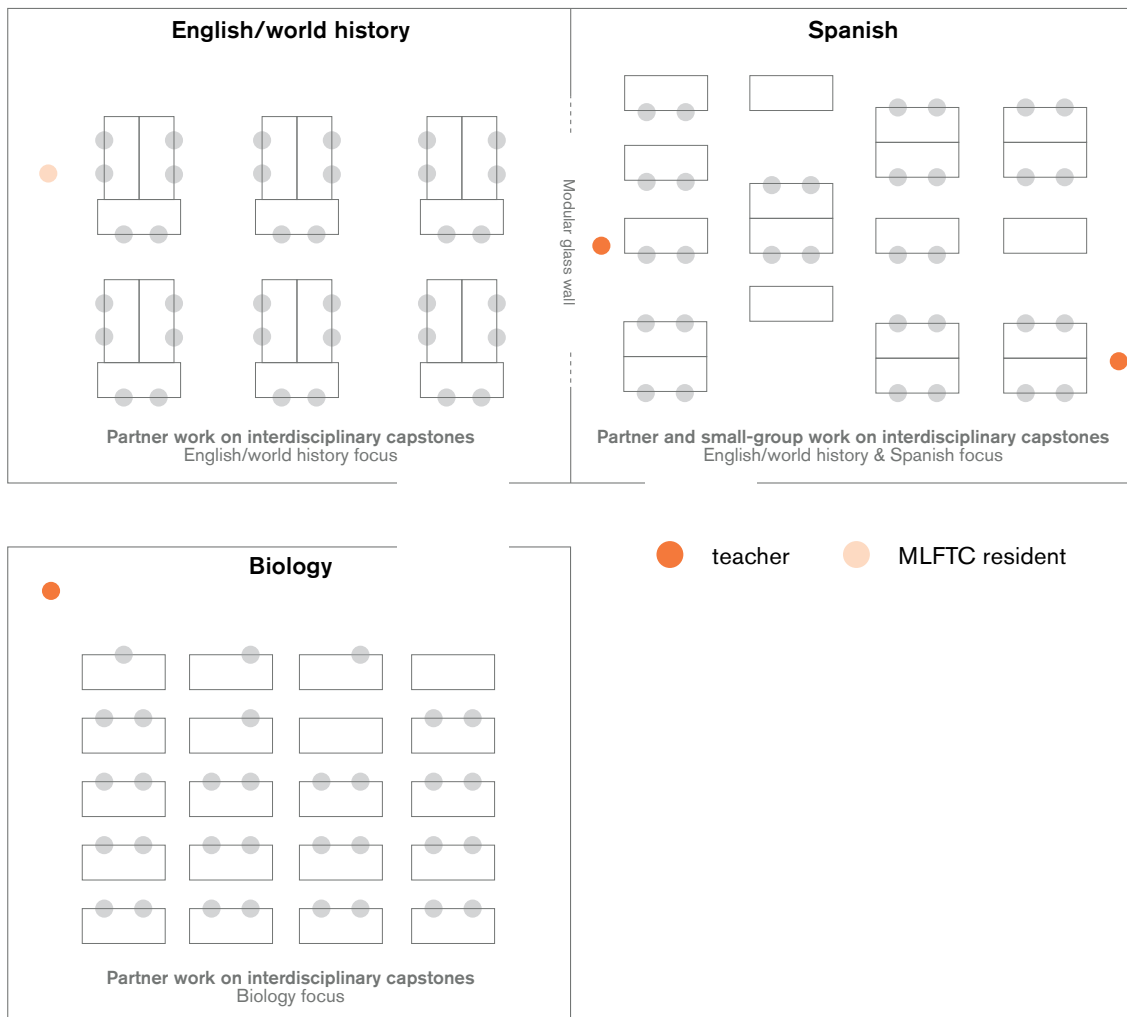 English/world history
Spanish
Modular glass wall
Partner work on interdisciplinary capstones
English/world history focus
Partner and small-group work on interdisciplinary capstones
English/world history & Spanish focus
Biology
teacher
MLFTC resident
Partner work on interdisciplinary capstones
Biology focus